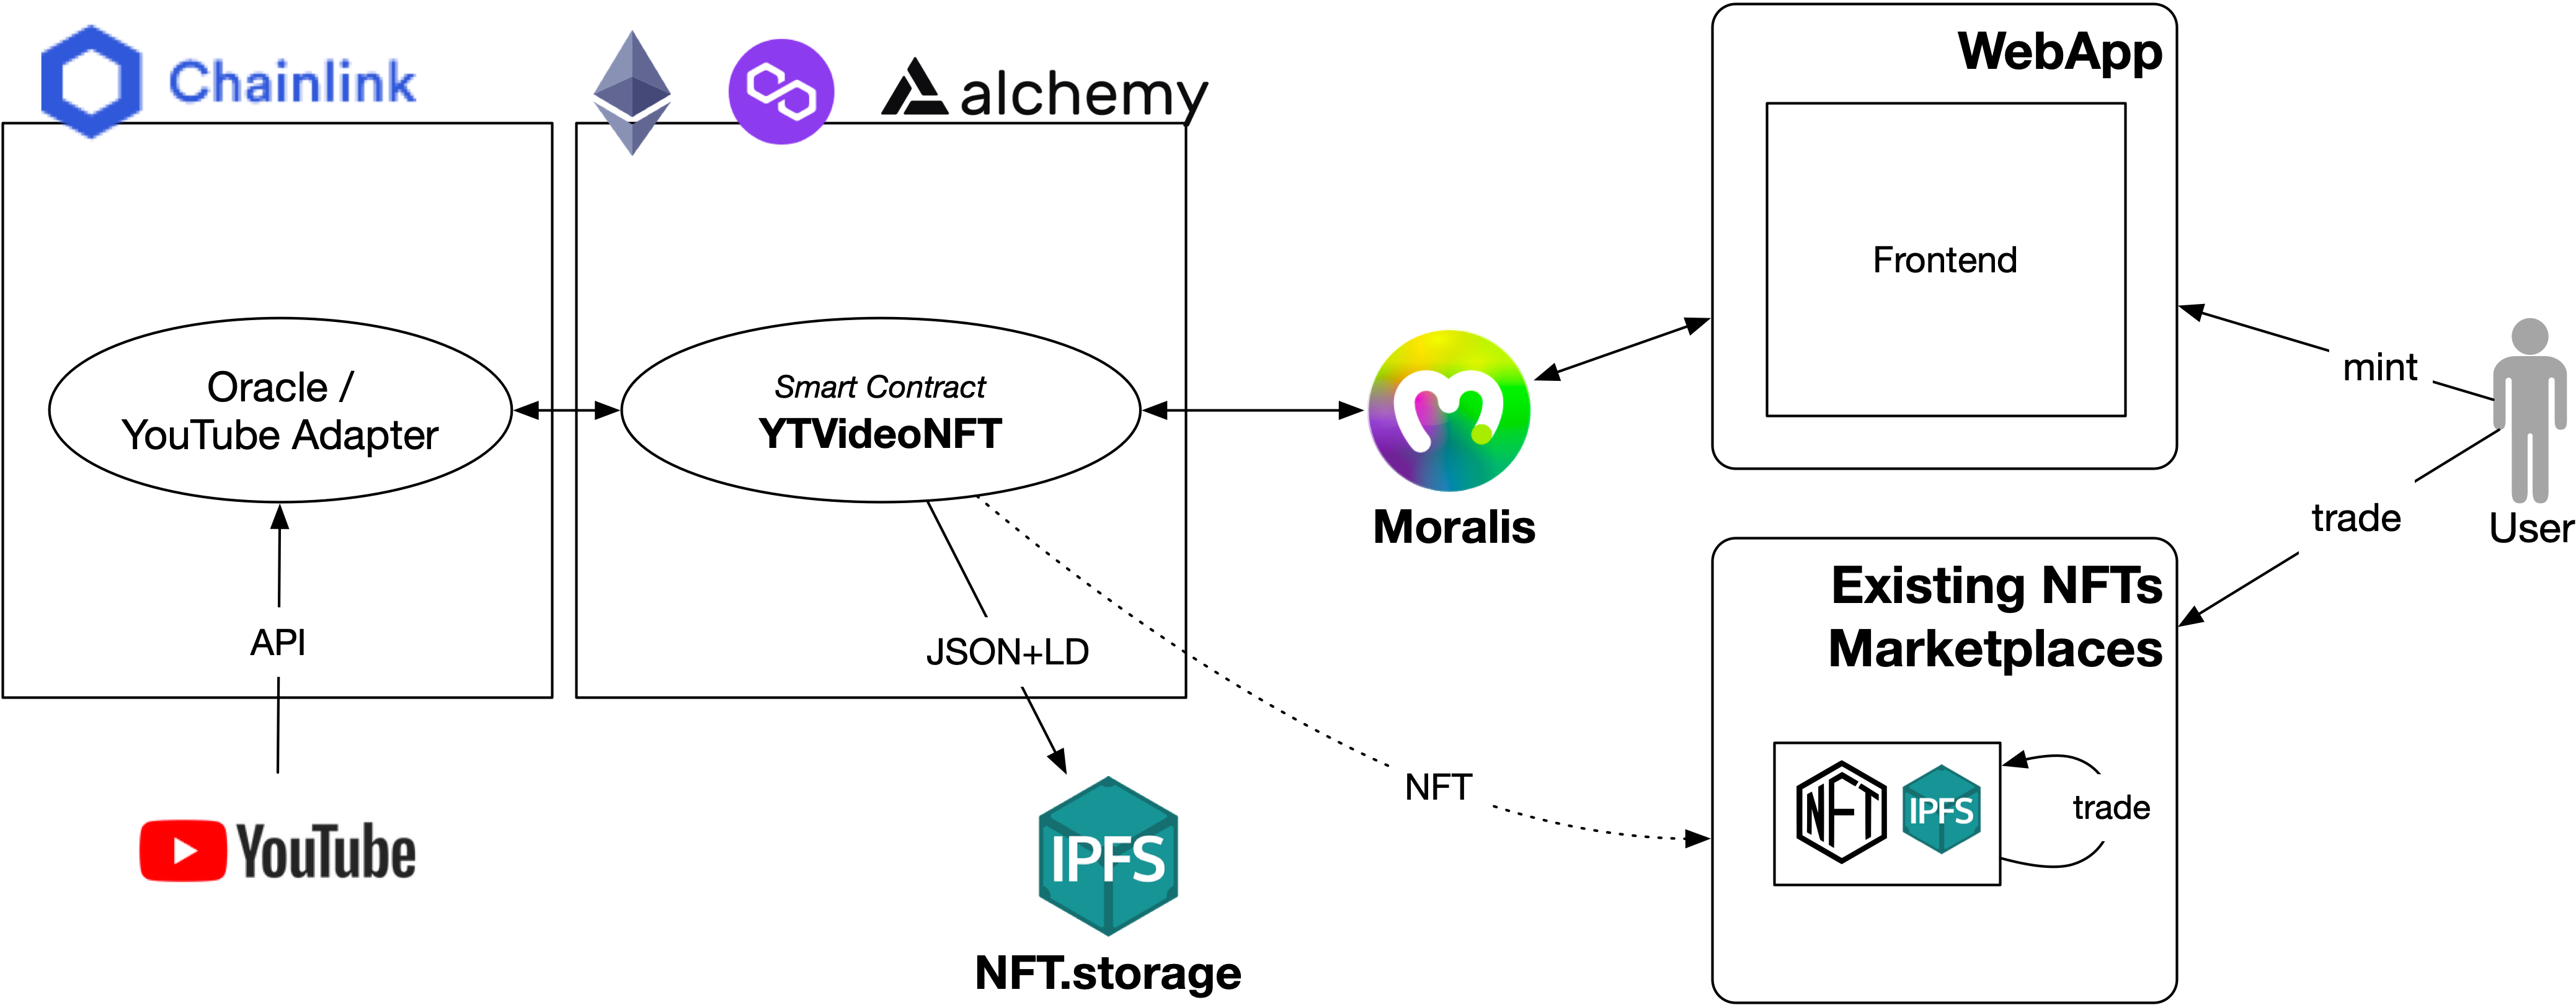 Chainlink
alchemy
WebApp
Frontend
Oracle /
YouTube Adapter
Smart Contract
YTVideoNFT
Moralis
mint
trade
User
API
JSON+LD
NFT
Existing NFTs
Marketplaces
NFT
IPFS
trade
YouTube
IPFS
NFT.storage